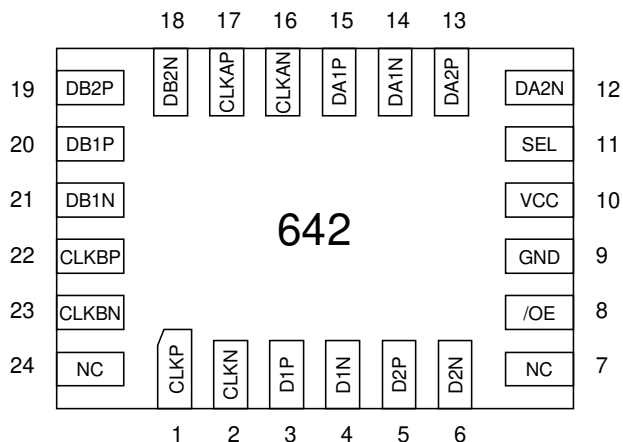 18 17 16 15 14 13
DB2N CLKAP CLKAN DA1P DA1N DA2P
19 DB2P DA2N 12
20 DB1P SEL 11
21 DB1N VCC 10
642
22 CLKBP GND 9
23 CLKBN /OE 8
24 NC NC 7
CLKP CLKN D1P D1N D2P D2N
1 2 3 4 5 6